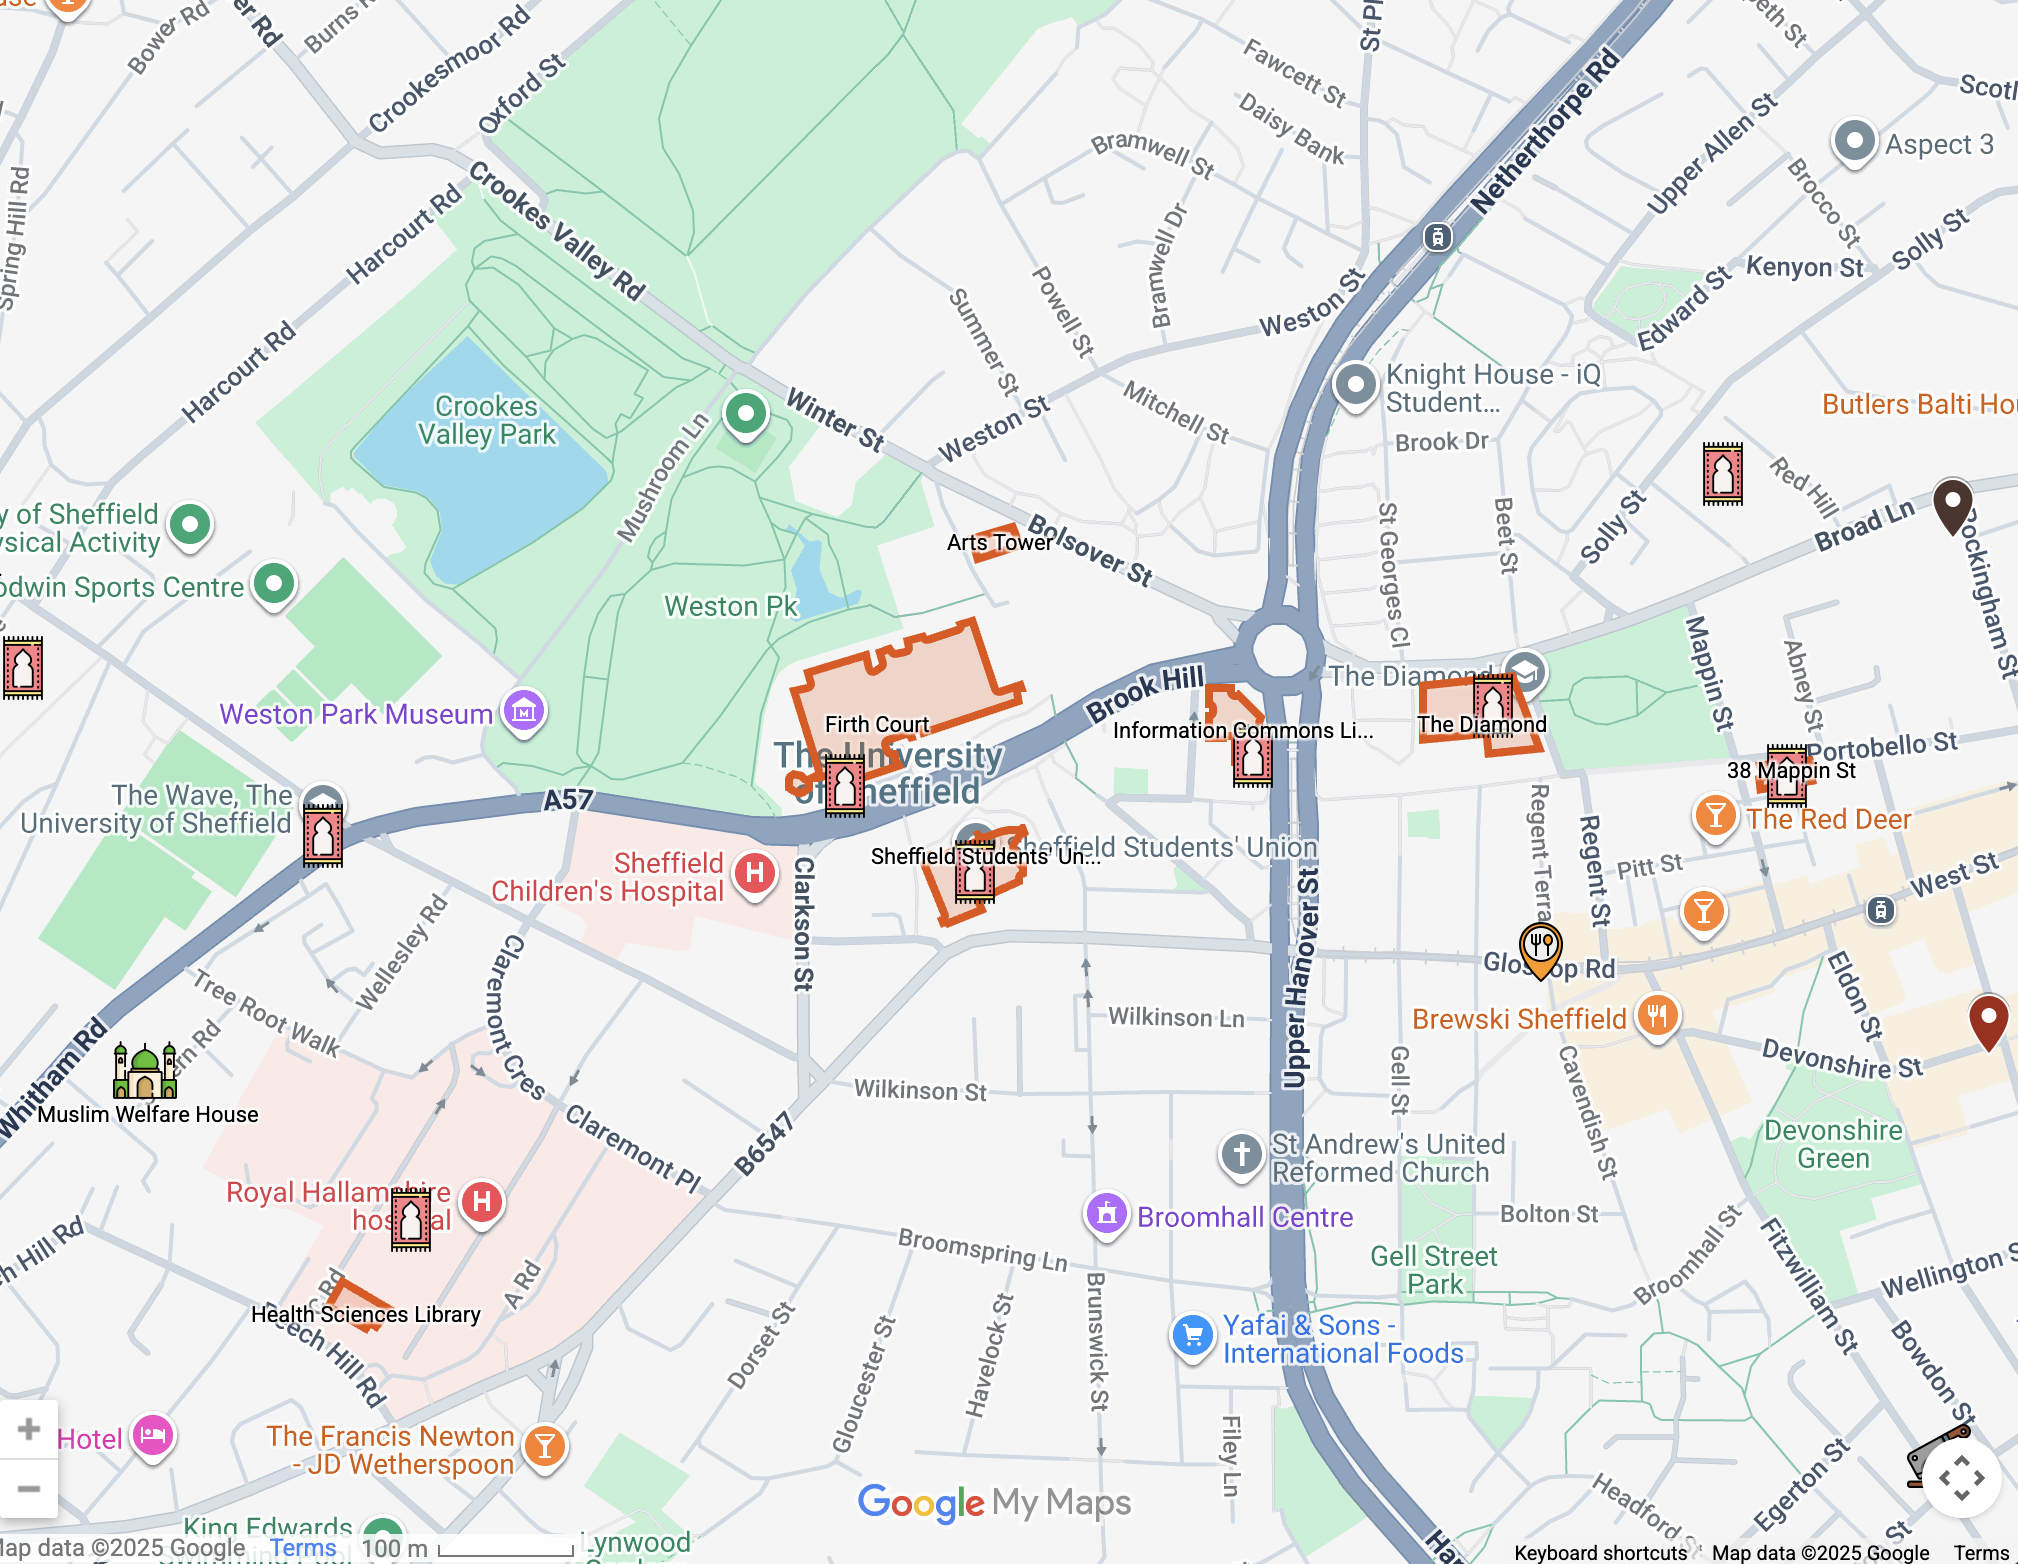 Bower Rd
Burns R
er Rd
Crookesmoor Rd
Oxford St
Fawcett St
Daisy Bank
Bramwell St
Netherthorpe Rd
Upper Allen St
Scotl
Aspect 3
Brocco St
Solly St
Kenyon St
Edward St
Spring Hill Rd
Harcourt Rd
Crookes Valley Rd
Harcourt Rd
Bramwell Dr
Powell St
Summer St
Weston St
Crookes
Valley Park
Winter St
Weston St
Mitchell St
Knight House - iQ
Student...
Brook Dr
Butlers Balti Ho
Red Hill
Broad Ln
Rockingham St
Mushroom Ln
y of Sheffield
ysical Activity
odwin Sports Centre
Arts Tower
Bolsover St
Weston Pk
St Georges Cl
Beet St
Solly St
Mappin St
Abney St
Portobello St
Weston Park Museum
Firth Court
The University
of Sheffield
Brook Hill
Information Commons Li...
The Diamond
The Diamond
38 Mappin St
The Red Deer
The Wave, The
University of Sheffield
A57
Sheffield
Children's Hospital
Clarkson St
Sheffield Students' Union
Sheffield Students' Un...
Upper Hanover St
Regent Terra
Regent St
Pitt St
West St
Glossop Rd
Brewski Sheffield
Eldon St
Devonshire St
Devonshire
Green
Wellesley Rd
Claremont Cres
Tree Root Walk
ern Rd
Whitham Rd
Muslim Welfare House
Claremont Pl
B6547
Wilkinson St
Wilkinson Ln
Gell St
Cavendish St
St Andrew's United
Reformed Church
Broomhall Centre
Bolton St
Gell Street
Park
Broomhall St
Fitzwilliam St
Wellington S
Bowdon St
Royal Hallamshire
hospital
ch Hill Rd
c Rd
A Rd
Health Sciences Library
Beech Hill Rd
Broomspring Ln
Dorset St
Gloucester St
Havelock St
Brunswick St
Yafai & Sons -
International Foods
Filey Ln
Hotel
The Francis Newton
- JD Wetherspoon
King Edwards
Lynwood
Headford S
Egerton St
St
Han
Google My Maps
Map data ©2025 Google
Terms
100 m
Keyboard shortcuts
Map data ©2025 Google
Terms